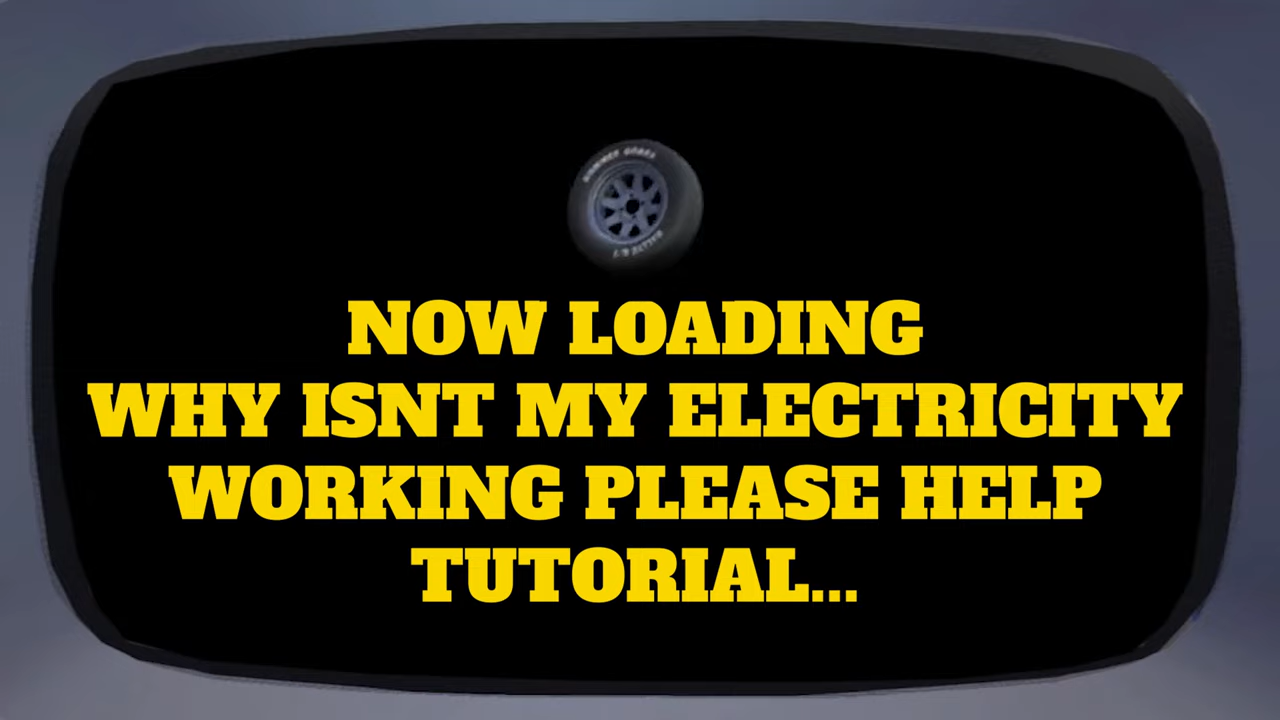 NOW LOADING
WHY ISNT MY ELECTRICITY
WORKING PLEASE HELP
TUTORIAL...